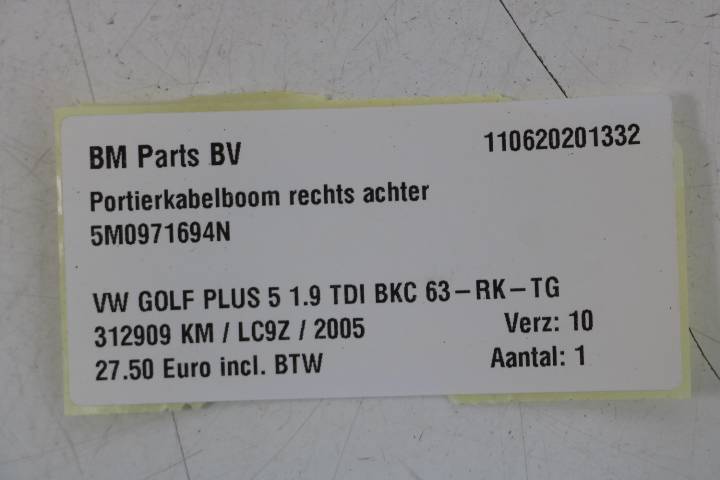 BM Parts BV 110620201332
Portierkabelboom rechts achter
5M0971694N
VW GOLF PLUS 5 1.9 TDI BKC 63-RK-TG
312909 KM / LC9Z / 2005 Verz: 10
27.50 Euro incl. BTW Aantal: 1